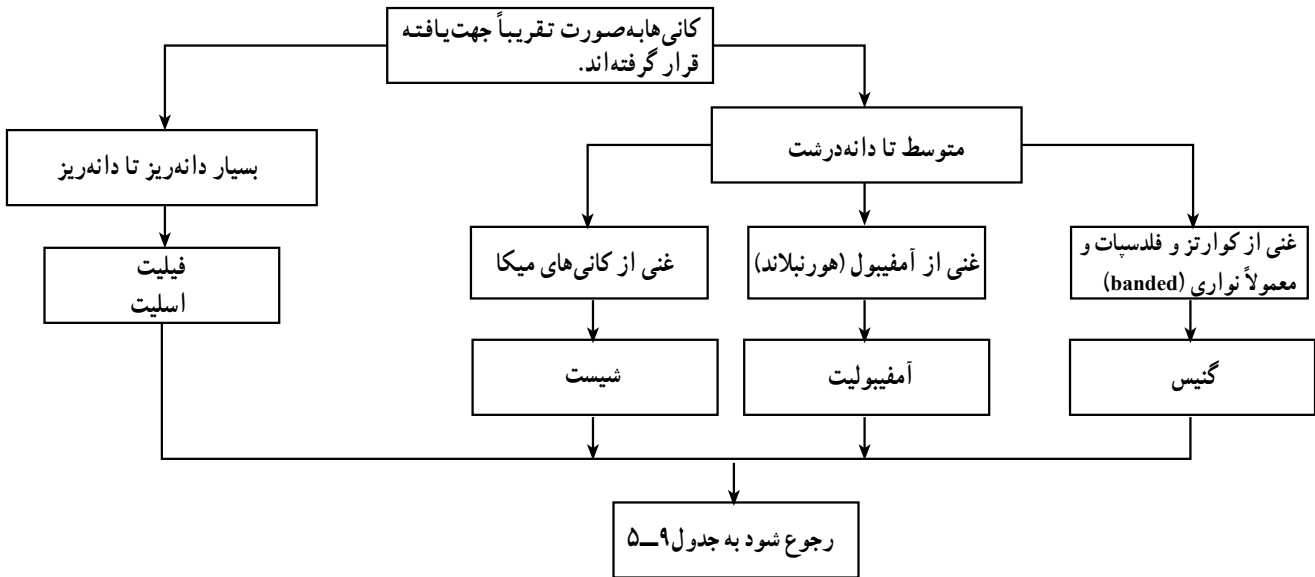 کانی‌هابه‌صورت تقریباً جهت‌یافته
قرار گرفته‌اند.
متوسط تا دانه‌درشت
بسیار دانه‌ریز تا دانه‌ریز
غنی از کوارتز و فلدسپات و
معمولاً نواری (banded)
غنی از آمفیبول (هورنبلاند)
غنی از کانی‌های میکا
فیلیت
اسلیت
گنیس
آمفیبولیت
شیست
رجوع شود به جدول ۹ــ۵